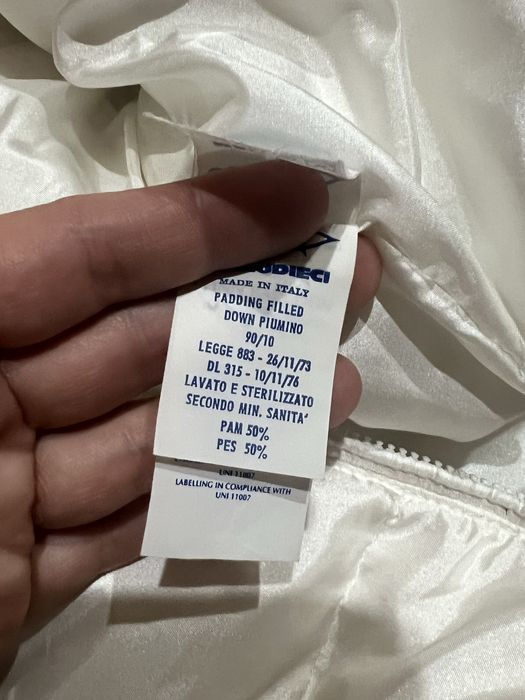 MADE IN ITALY
PADDING FILLED
DOWN PIUMINO
90/10
LEGGE 883 - 26/11/73
DL 315 - 10/11/76
LAVATO E STERILIZZATO
SECONDO MIN. SANITA'
PAM 50%
PES 50%
UNI 11007
LABELLING IN COMPLIANCE WITH
UNI 11007